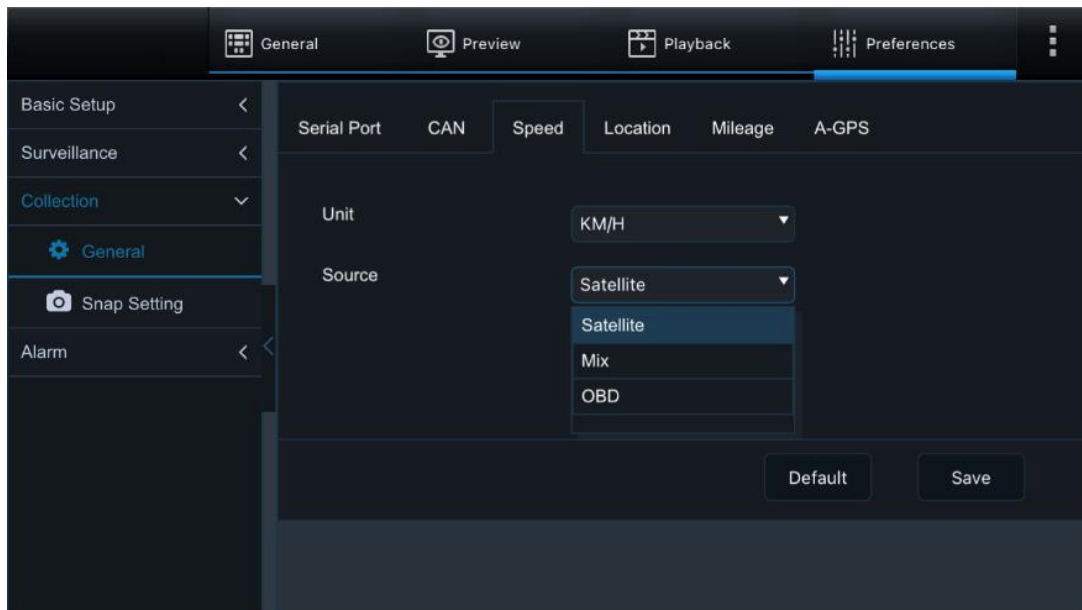 General Preview Playback Preferences
Basic Setup
Surveillance
Collection
General
Snap Setting
Alarm
Serial Port CAN Speed Location Mileage A-GPS
Unit KM/H
Source Satellite
Satellite
Mix
OBD
Default Save